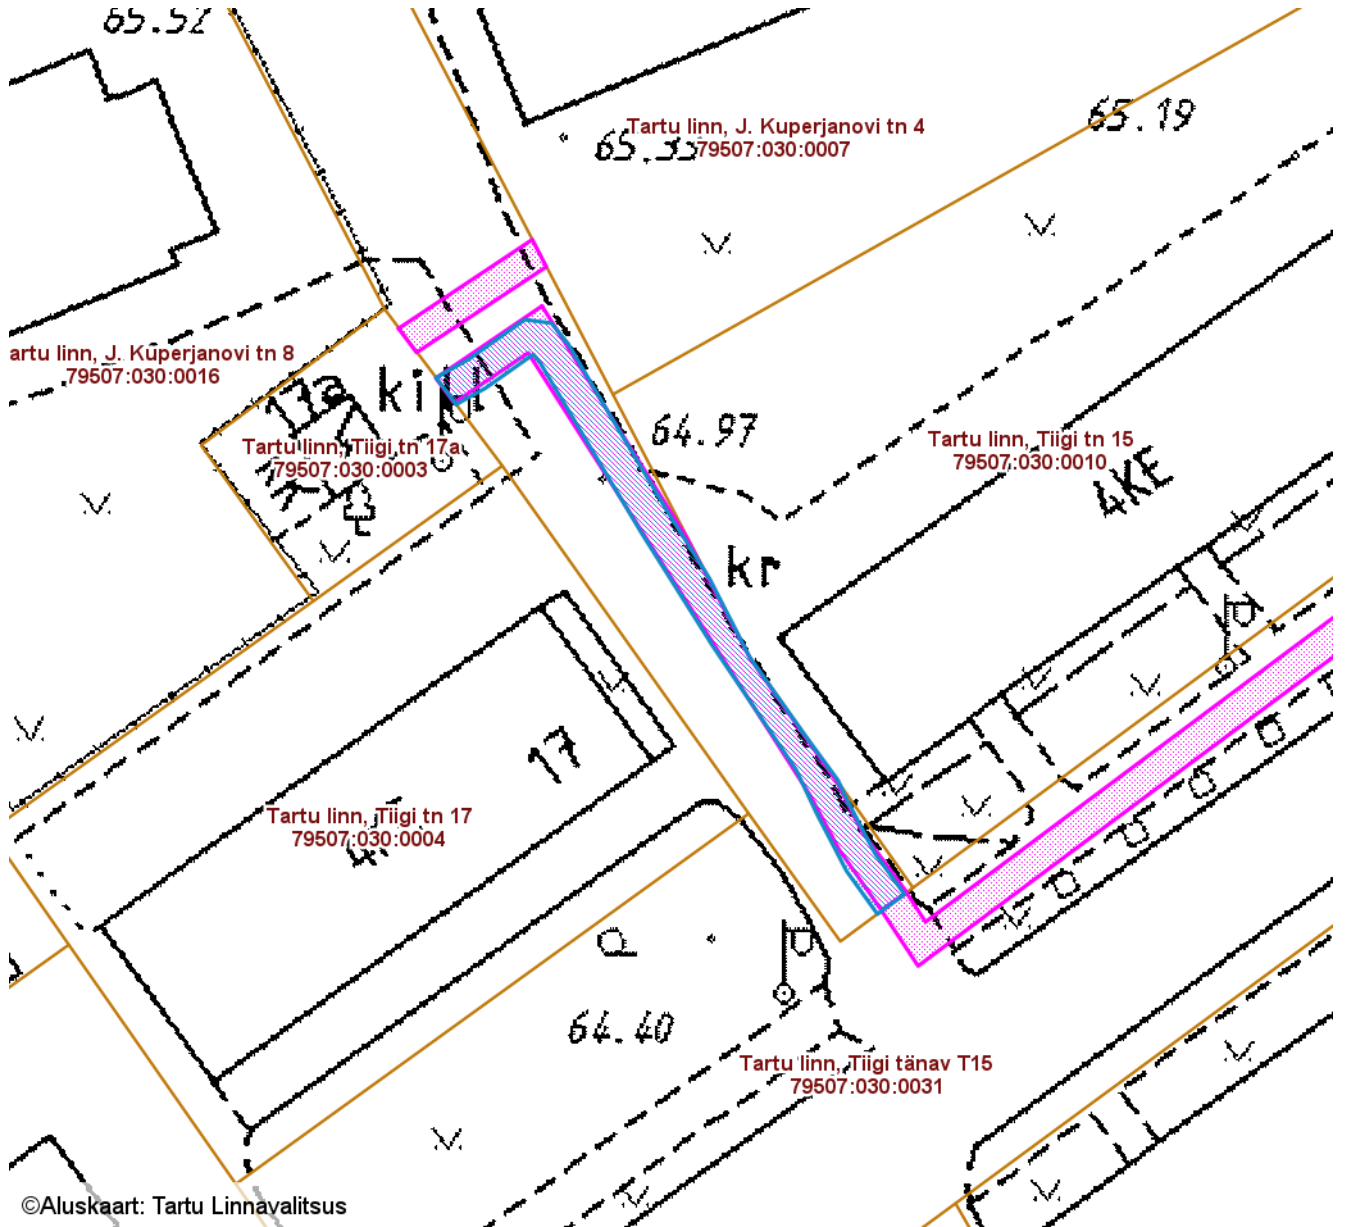 65.52
Tartu linn, J. Kuperjanovi tn 4
79507:030:0007
65.35
65.19
artu linn, J. Kuperjanovi tn 8
79507:030:0016
17a
ki
Tartu linn, Tiigi tn 17a
79507:030:0003
64.97
Tartu linn, Tiigi tn 15
79507:030:0010
4KE
kr
17
Tartu linn, Tiigi tn 17
79507:030:0004
64.40
Tartu linn, Tiigi tänav T15
79507:030:0031
©Aluskaart: Tartu Linnavalitsus